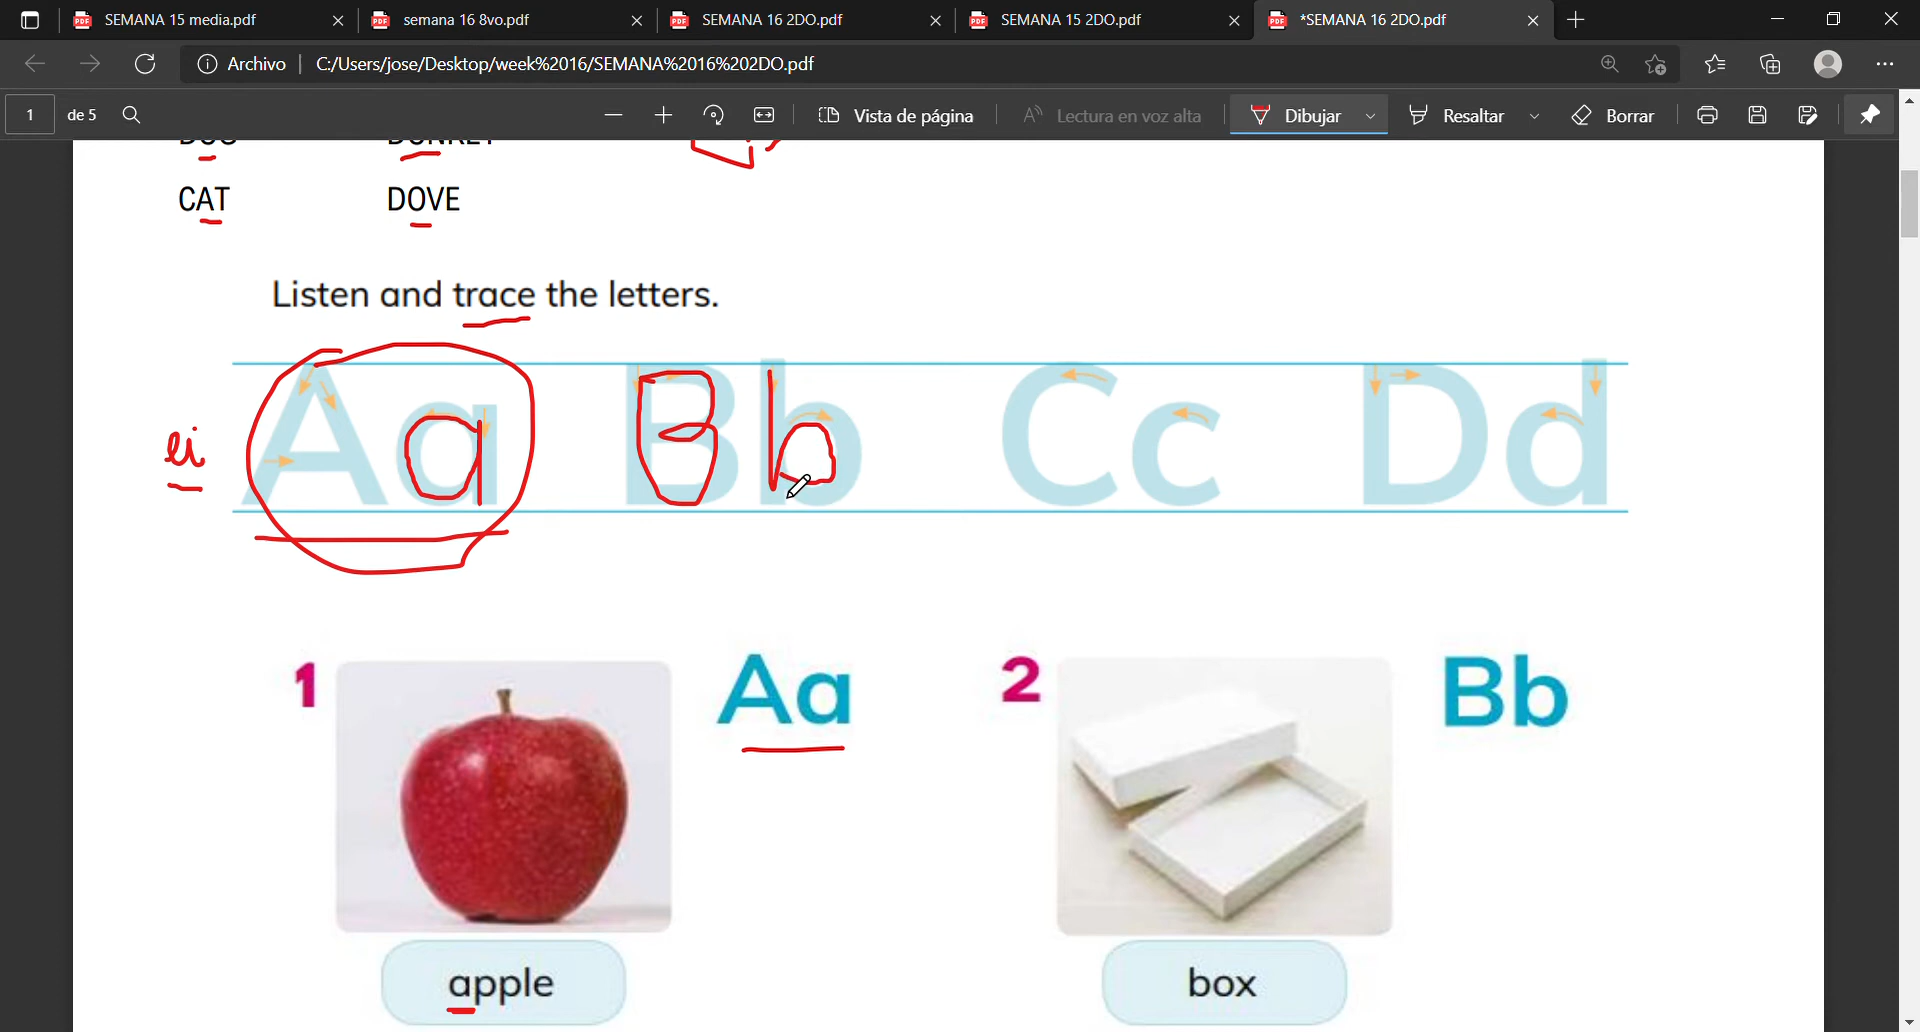 SEMANA 15 media.pdf
semana 16 8vo.pdf
SEMANA 16 2DO.pdf
SEMANA 15 2DO.pdf
*SEMANA 16 2DO.pdf
Archivo
C:/Users/jose/Desktop/week%2016/SEMANA%2016%202DO.pdf
1 de 5
Vista de página
Lectura en voz alta
Dibujar
Resaltar
Borrar
DOG DONKEY
CAT DOVE
Listen and trace the letters.
ei Aa Bb Cc Dd
1 Aa
2 Bb
apple
box